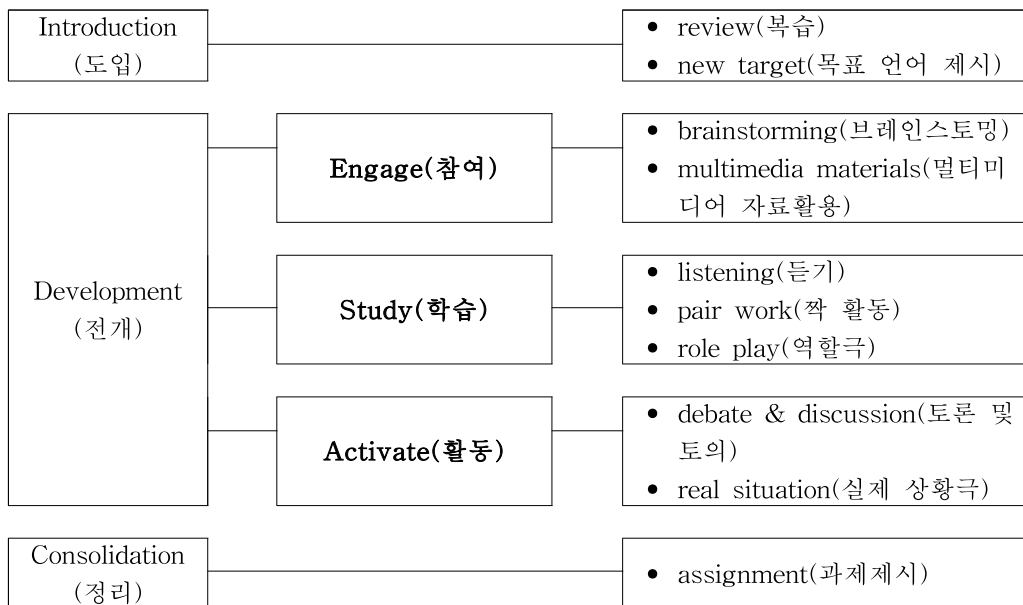 Introduction
(도입)
• review(복습)
• new target(목표 언어 제시)
Development
(전개)
Engage(참여)
• brainstorming(브레인스토밍)
• multimedia materials(멀티미
디어 자료활용)
Study(학습)
• listening(듣기)
• pair work(짝 활동)
• role play(역할극)
Activate(활동)
• debate & discussion(토론 및
토의)
• real situation(실제 상황극)
Consolidation
(정리)
• assignment(과제제시)